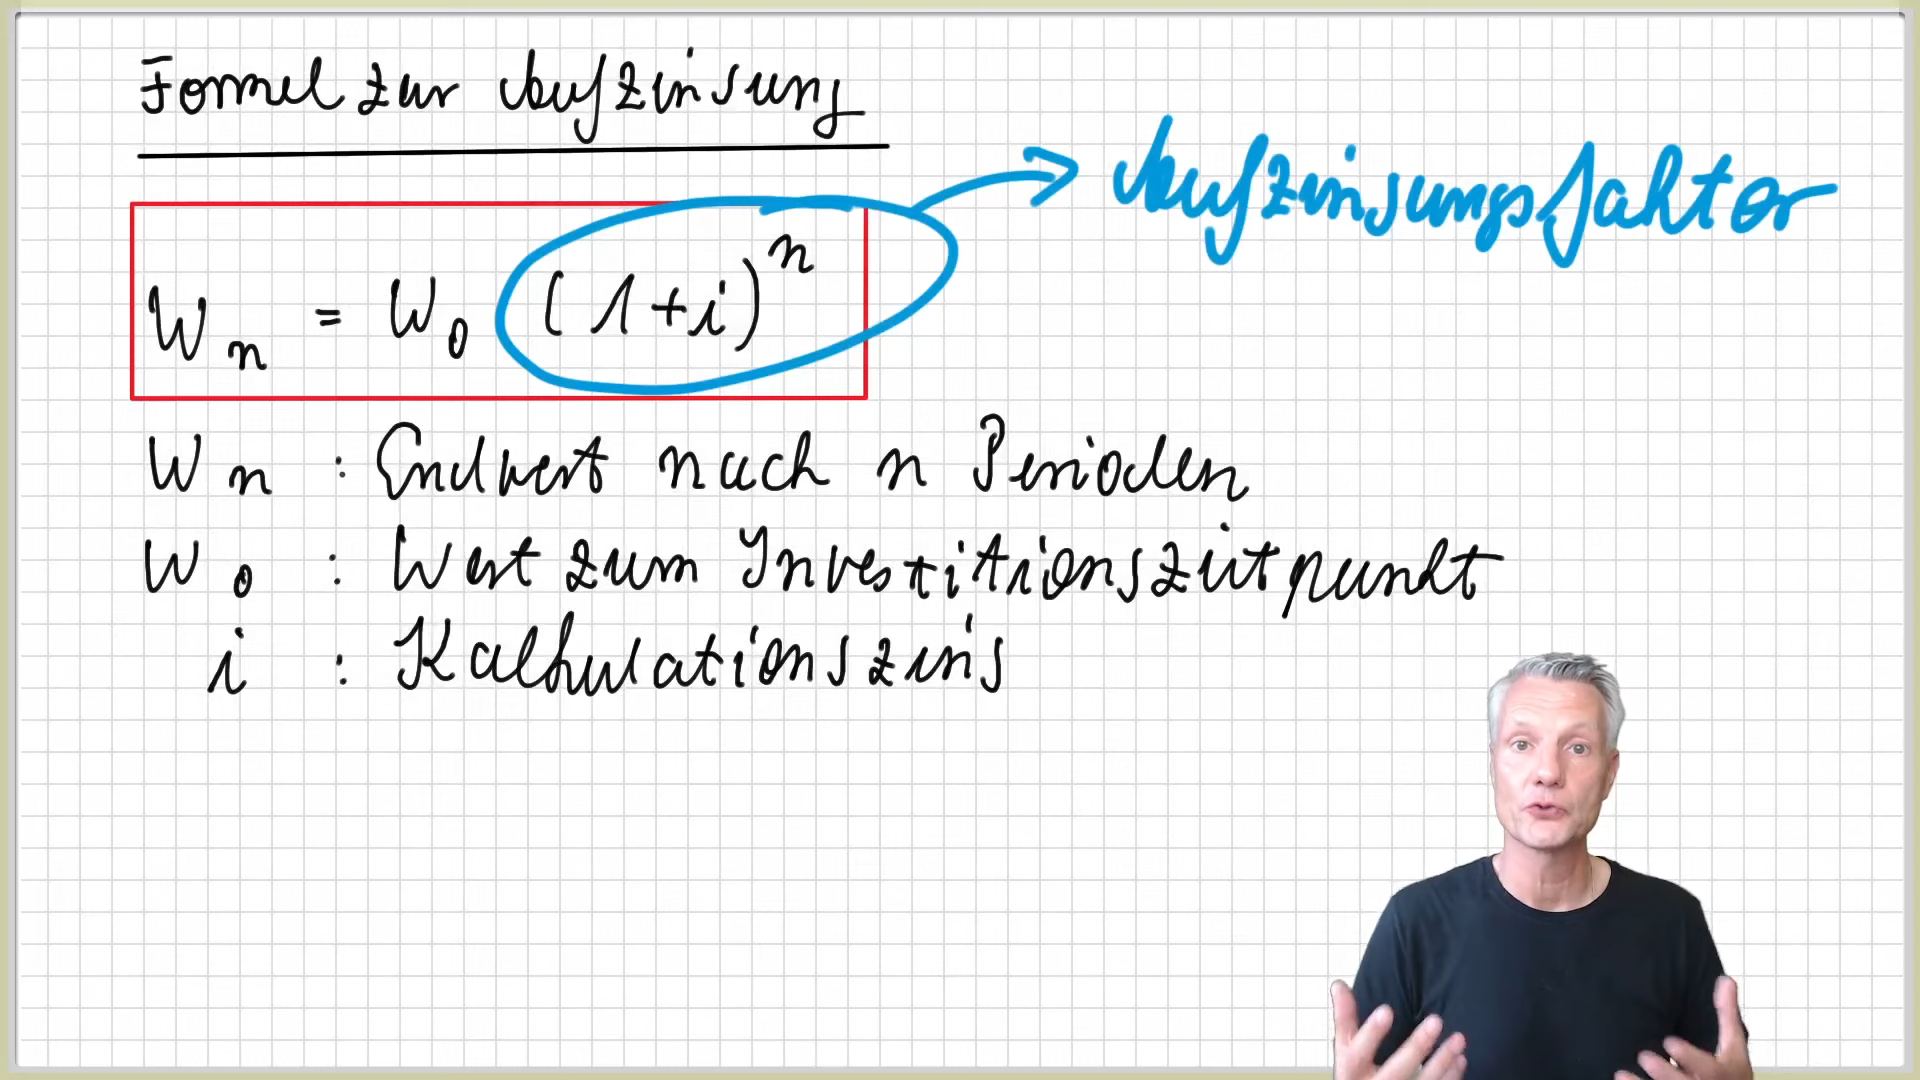 Formel zur Aufzinsung
Aufzinsungsfaktor
Wₙ = W₀ (1+i)ⁿ
Wₙ : Endwert nach n Perioden
W₀ : Wert zum Investitionszeitpunkt
i : Kalkulationszins